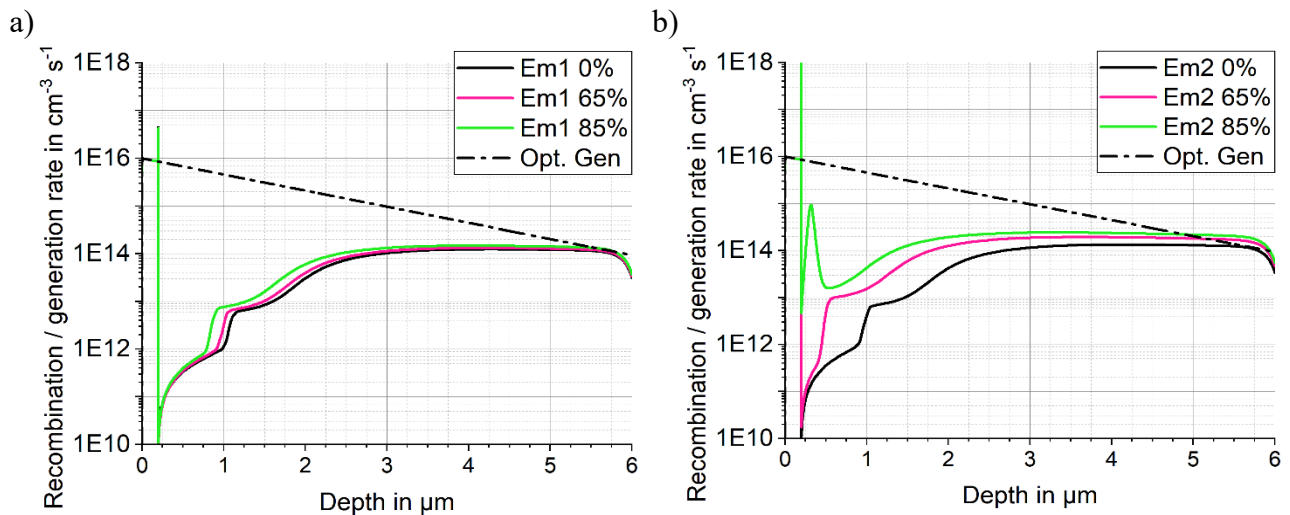 a)
Recombination / generation rate in cm⁻³ s⁻¹
1E18
1E16
1E14
1E12
1E10
Em1 0%
Em1 65%
Em1 85%
Opt. Gen
0 1 2 3 4 5 6
Depth in µm
b)
Recombination / generation rate in cm⁻³ s⁻¹
1E18
1E16
1E14
1E12
1E10
Em2 0%
Em2 65%
Em2 85%
Opt. Gen
0 1 2 3 4 5 6
Depth in µm